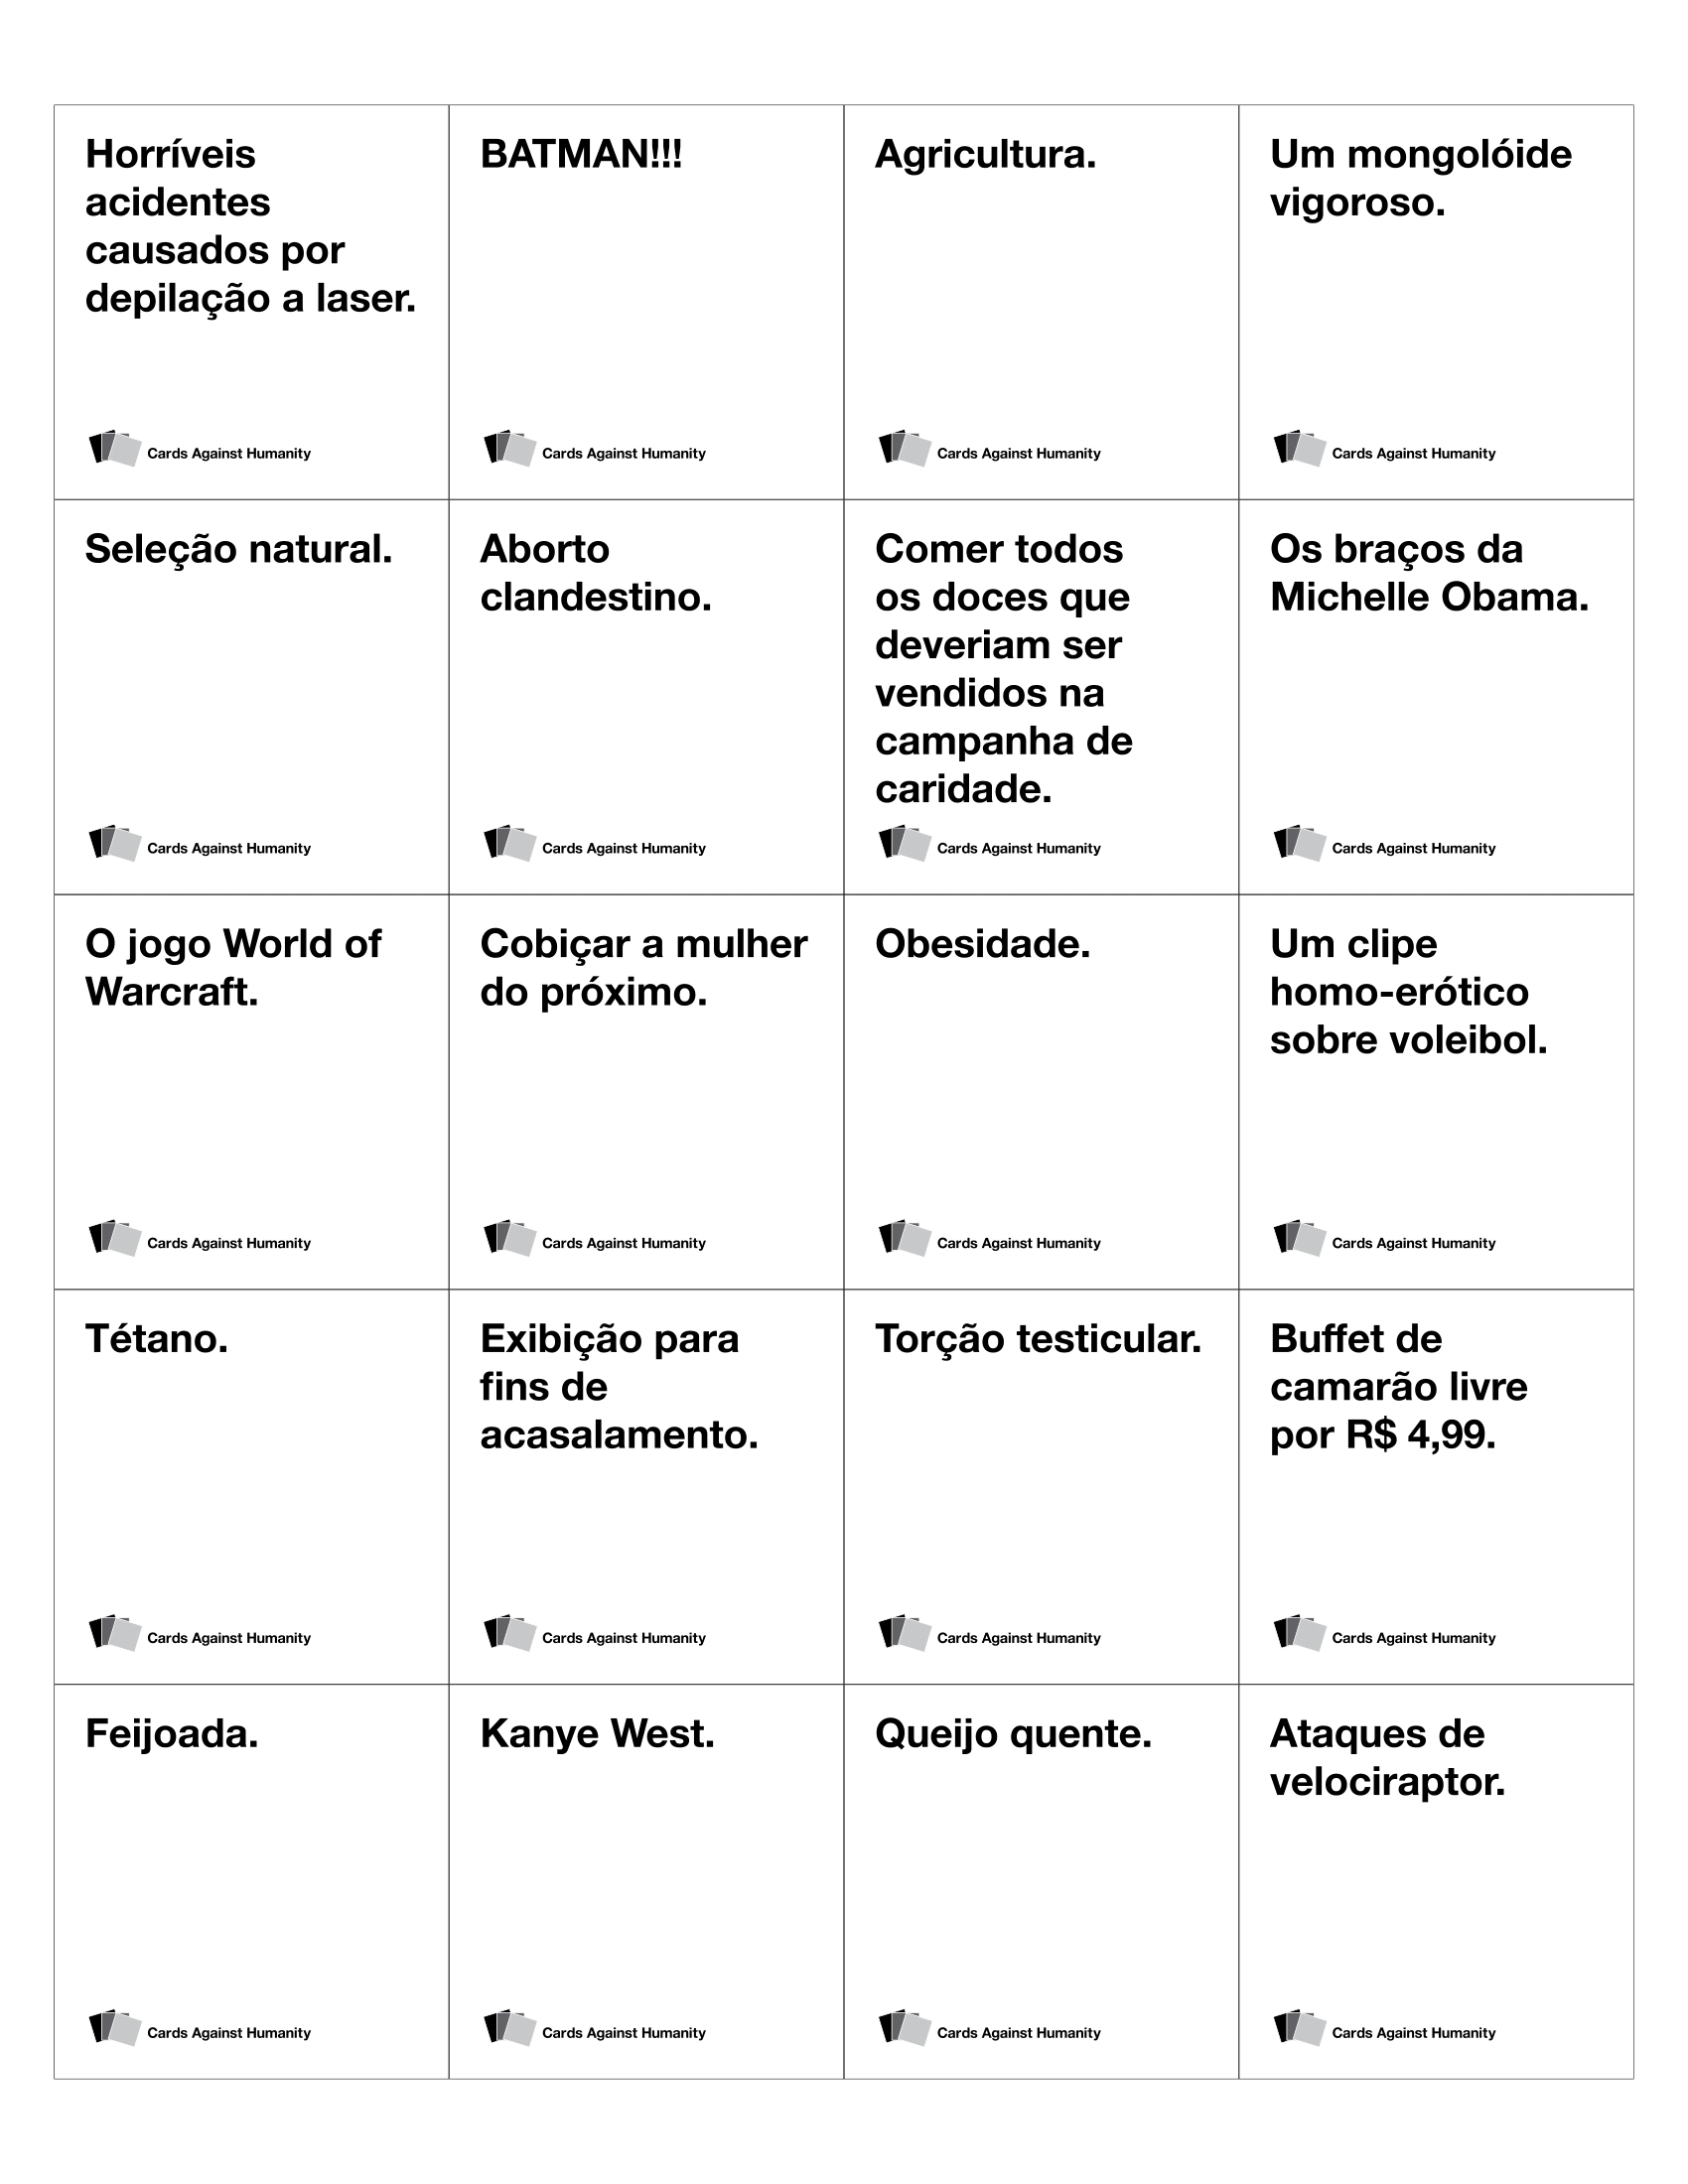 Horríveis
acidentes
causados por
depilação a laser.
Cards Against Humanity
BATMAN!!!
Cards Against Humanity
Agricultura.
Cards Against Humanity
Um mongolóide
vigoroso.
Cards Against Humanity
Seleção natural.
Cards Against Humanity
Aborto
clandestino.
Cards Against Humanity
Comer todos
os doces que
deveriam ser
vendidos na
campanha de
caridade.
Cards Against Humanity
Os braços da
Michelle Obama.
Cards Against Humanity
O jogo World of
Warcraft.
Cards Against Humanity
Cobiçar a mulher
do próximo.
Cards Against Humanity
Obesidade.
Cards Against Humanity
Um clipe
homo-erótico
sobre voleibol.
Cards Against Humanity
Tétano.
Cards Against Humanity
Exibição para
fins de
acasalamento.
Cards Against Humanity
Torção testicular.
Cards Against Humanity
Buffet de
camarão livre
por R$ 4,99.
Cards Against Humanity
Feijoada.
Cards Against Humanity
Kanye West.
Cards Against Humanity
Queijo quente.
Cards Against Humanity
Ataques de
velociraptor.
Cards Against Humanity